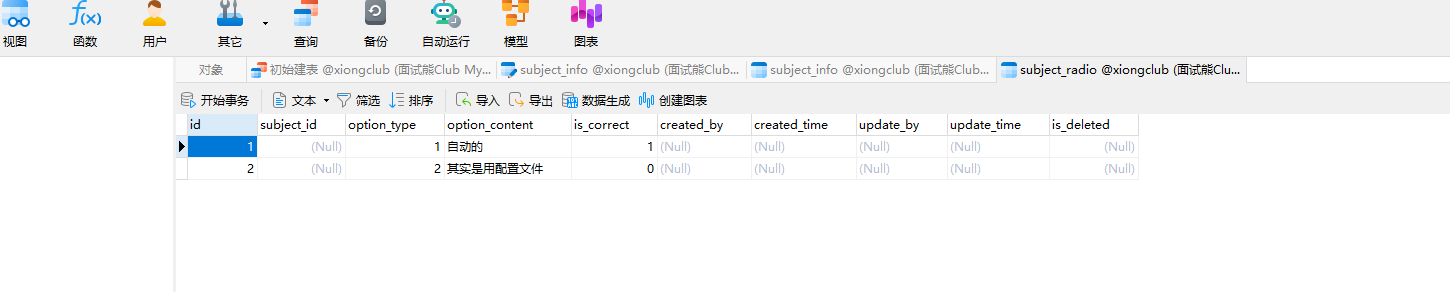 视图 函数 用户 其它 查询 备份 自动运行 模型 图表
对象 初始建表 @xiongclub (面试熊Club My... subject_info @xiongclub (面试熊Club... subject_info @xiongclub (面试熊Club... subject_radio @xiongclub (面试熊Clu...
开始事务 文本 筛选 排序 导入 导出 数据生成 创建图表
id subject_id option_type option_content is_correct created_by created_time update_by update_time is_deleted
1 (Null) 1 自动的 1 (Null) (Null) (Null) (Null) (Null)
2 (Null) 2 其实是用配置文件 0 (Null) (Null) (Null) (Null) (Null)